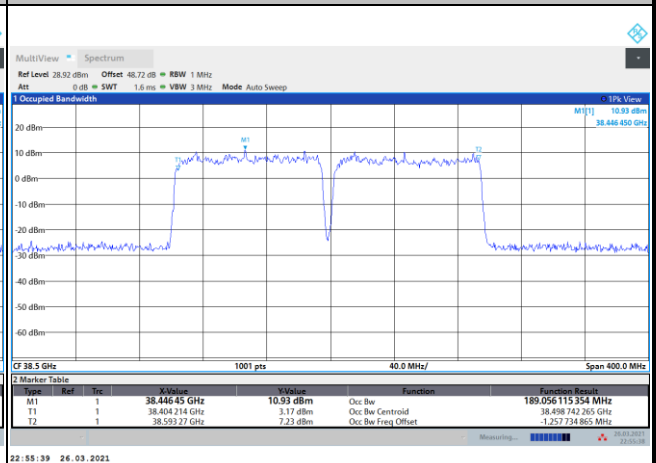 MultiView Spectrum
Ref Level 28.92 dBm Offset 48.72 dB RBW 1 MHz
Att 0 dB SWT 1.6 ms VBW 3 MHz Mode Auto Sweep
1 Occupied Bandwidth 1Pk View
M1[1] 10.93 dBm
38.446 450 GHz
20 dBm
M1
T2
10 dBm
T1
0 dBm
-10 dBm
-20 dBm
-30 dBm
-40 dBm
-50 dBm
-60 dBm
CF 38.5 GHz 1001 pts 40.0 MHz/ Span 400.0 MHz
2 Marker Table
Type Ref Trc X-Value Y-Value Function Function Result
M1 1 38.446 45 GHz 10.93 dBm Occ Bw 189.056 115 354 MHz
T1 1 38.404 214 GHz 3.17 dBm Occ Bw Centroid 38.498 742 265 GHz
T2 1 38.593 27 GHz 7.23 dBm Occ Bw Freq Offset -1.257 734 865 MHz
Measuring...
22:55:38
22:55:39 26.03.2021